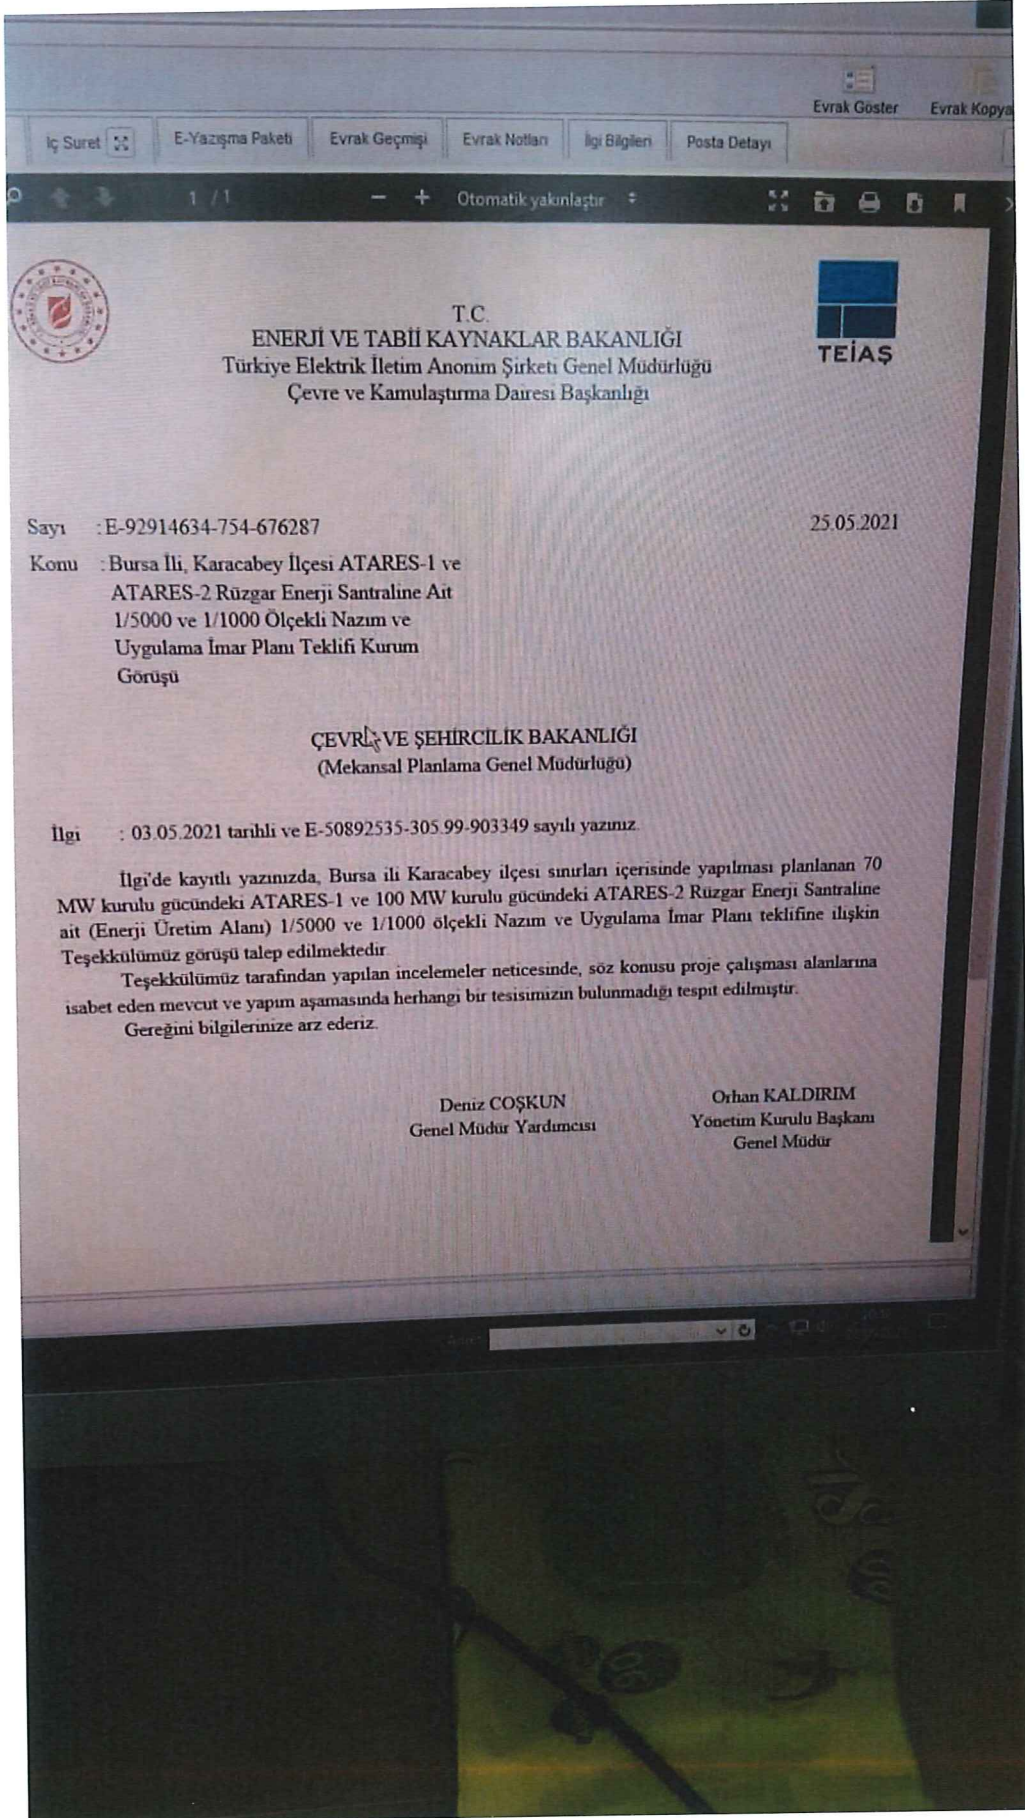 Evrak Göster Evrak Kopya
İç Suret E-Yazışma Paketi Evrak Geçmişi Evrak Notları İlgi Bilgileri Posta Detayı
1 / 1 − + Otomatik yakınlaştır
TEİAŞ
T.C.
ENERJİ VE TABİİ KAYNAKLAR BAKANLIĞI
Türkiye Elektrik İletim Anonim Şirketi Genel Müdürlüğü
Çevre ve Kamulaştırma Dairesi Başkanlığı
Sayı : E-92914634-754-676287 25.05.2021
Konu : Bursa İli, Karacabey İlçesi ATARES-1 ve
ATARES-2 Rüzgar Enerji Santraline Ait
1/5000 ve 1/1000 Ölçekli Nazım ve
Uygulama İmar Planı Teklifi Kurum
Görüşü
ÇEVRE VE ŞEHİRCİLİK BAKANLIĞI
(Mekansal Planlama Genel Müdürlüğü)
İlgi : 03.05.2021 tarihli ve E-50892535-305.99-903349 sayılı yazınız.
İlgi'de kayıtlı yazınızda, Bursa ili Karacabey ilçesi sınırları içerisinde yapılması planlanan 70
MW kurulu gücündeki ATARES-1 ve 100 MW kurulu gücündeki ATARES-2 Rüzgar Enerji Santraline
ait (Enerji Üretim Alanı) 1/5000 ve 1/1000 ölçekli Nazım ve Uygulama İmar Planı teklifine ilişkin
Teşekkülümüz görüşü talep edilmektedir.
Teşekkülümüz tarafından yapılan incelemeler neticesinde, söz konusu proje çalışması alanlarına
isabet eden mevcut ve yapım aşamasında herhangi bir tesisimizin bulunmadığı tespit edilmiştir.
Gereğini bilgilerinize arz ederiz.
Deniz COŞKUN Orhan KALDIRIM
Genel Müdür Yardımcısı Yönetim Kurulu Başkanı
Genel Müdür